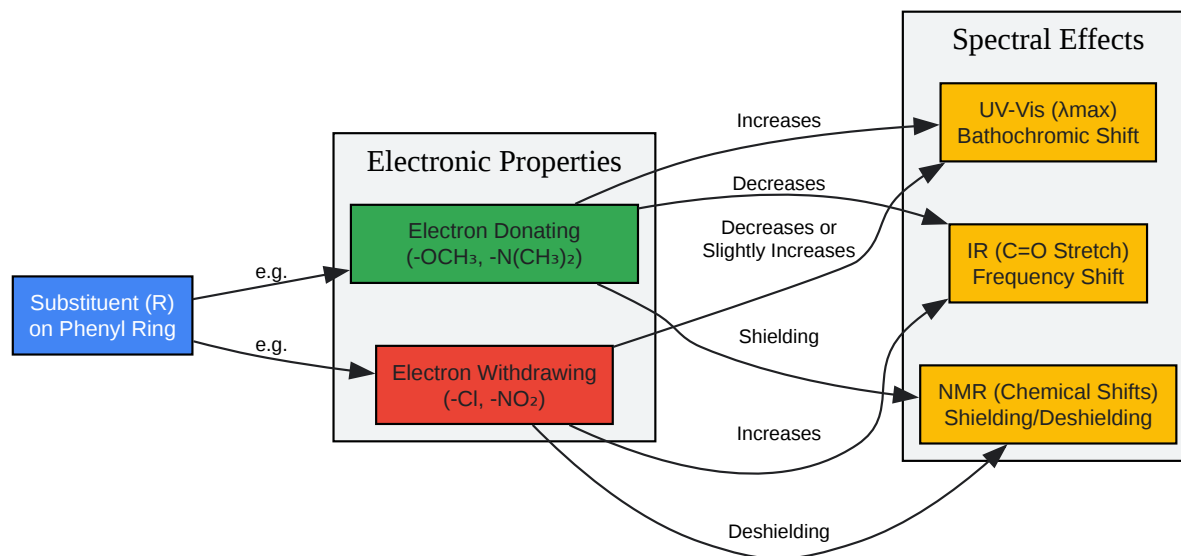 Substituent (R)
on Phenyl Ring
e.g.
e.g.
Electronic Properties
Electron Donating
(-OCH₃, -N(CH₃)₂)
Electron Withdrawing
(-Cl, -NO₂)
Increases
Decreases
Decreases or
Slightly Increases
Shielding
Increases
Deshielding
Spectral Effects
UV-Vis (λmax)
Bathochromic Shift
IR (C=O Stretch)
Frequency Shift
NMR (Chemical Shifts)
Shielding/Deshielding